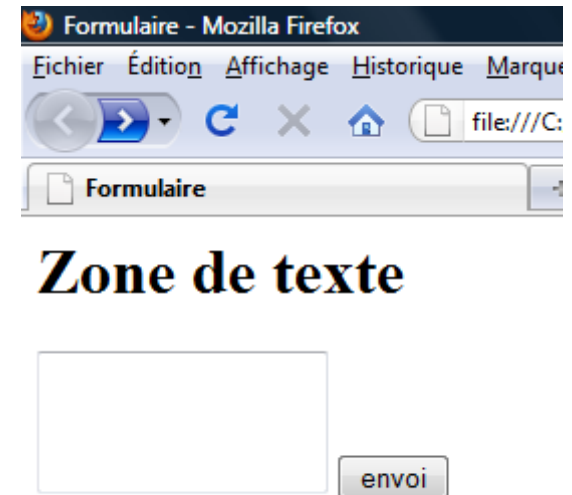 Formulaire - Mozilla Firefox
Fichier Édition Affichage Historique Marque
file:///C:
Formulaire
Zone de texte
envoi